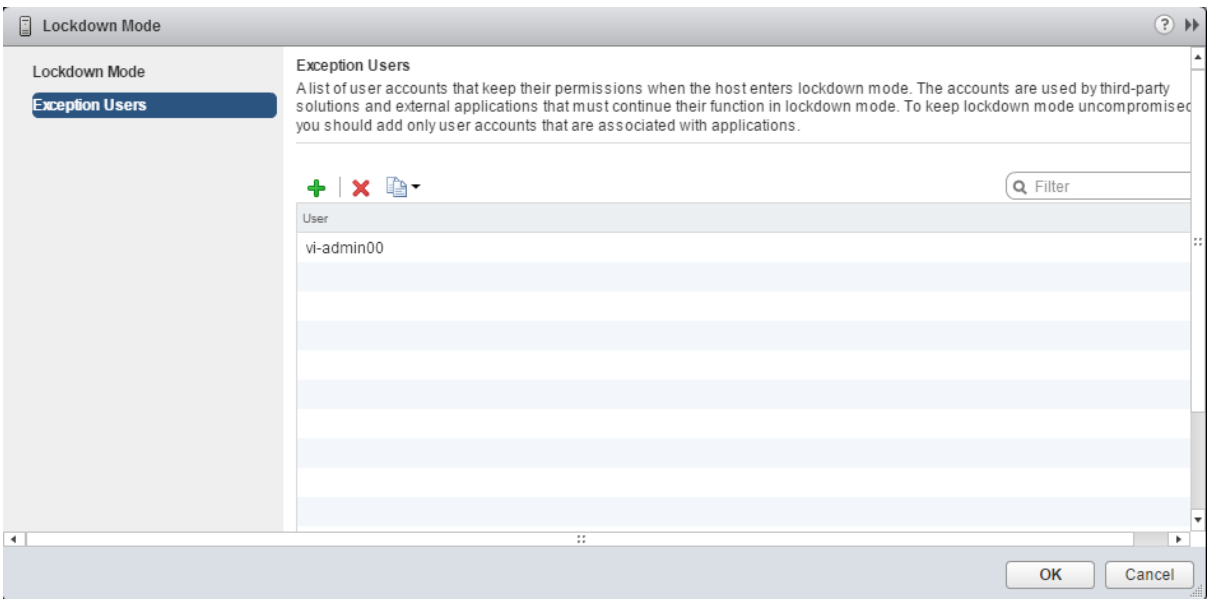 Lockdown Mode
?
Lockdown Mode
Exception Users
Exception Users
A list of user accounts that keep their permissions when the host enters lockdown mode. The accounts are used by third-party
solutions and external applications that must continue their function in lockdown mode. To keep lockdown mode uncompromised
you should add only user accounts that are associated with applications.
Filter
User
vi-admin00
OK
Cancel